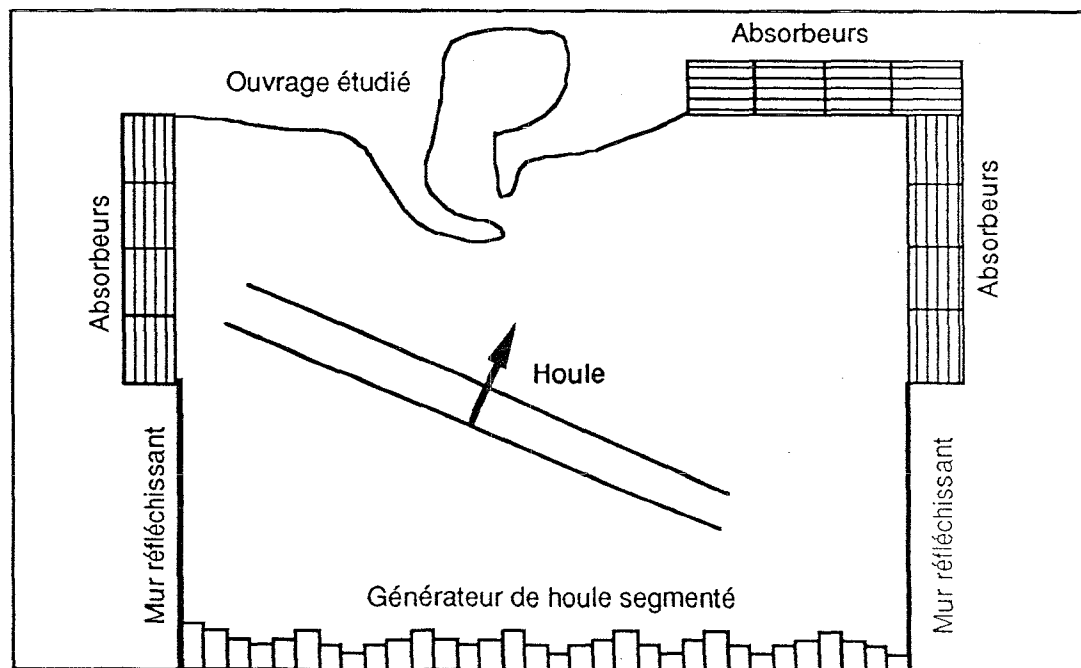 Absorbeurs
Ouvrage étudié
Absorbeurs
Absorbeurs
Houle
Mur réfléchissant
Mur réfléchissant
Générateur de houle segmenté